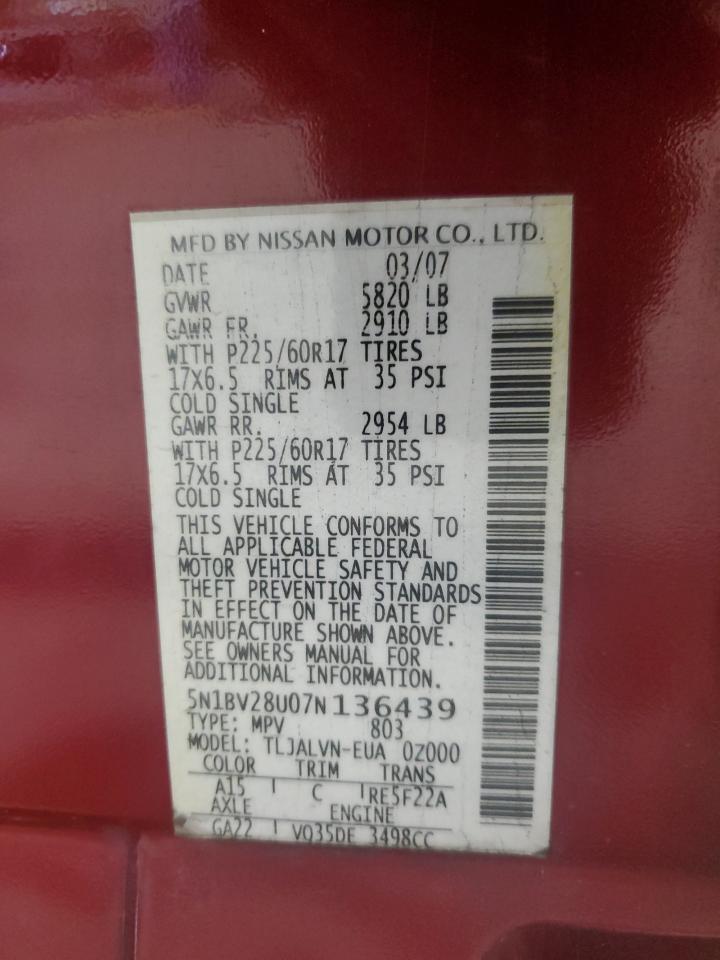 MFD BY NISSAN MOTOR CO., LTD.
DATE 03/07
GVWR 5820 LB
GAWR FR. 2910 LB
WITH P225/60R17 TIRES
17X6.5 RIMS AT 35 PSI
COLD SINGLE
GAWR RR. 2954 LB
WITH P225/60R17 TIRES
17X6.5 RIMS AT 35 PSI
COLD SINGLE
THIS VEHICLE CONFORMS TO
ALL APPLICABLE FEDERAL
MOTOR VEHICLE SAFETY AND
THEFT PREVENTION STANDARDS
IN EFFECT ON THE DATE OF
MANUFACTURE SHOWN ABOVE.
SEE OWNERS MANUAL FOR
ADDITIONAL INFORMATION.
5N1BV28U07N136439
TYPE: MPV 803
MODEL: TLJALVN-EUA 0Z000
COLOR TRIM TRANS
A15 C RE5F22A
AXLE ENGINE
GA22 VQ35DE 3498CC